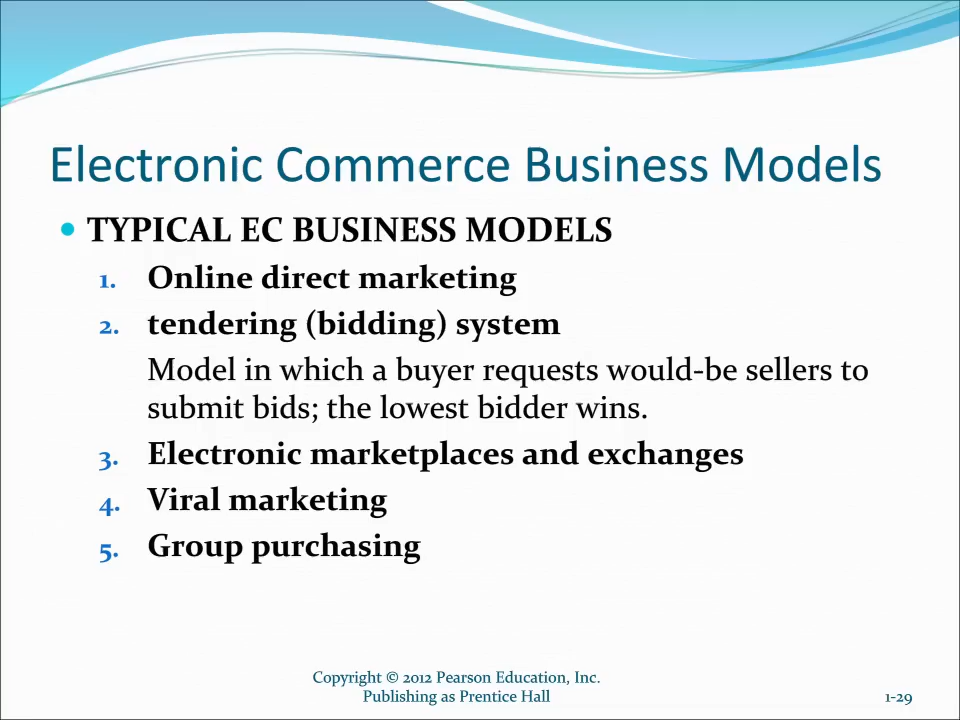 Electronic Commerce Business Models
• TYPICAL EC BUSINESS MODELS
1. Online direct marketing
2. tendering (bidding) system
Model in which a buyer requests would-be sellers to
submit bids; the lowest bidder wins.
3. Electronic marketplaces and exchanges
4. Viral marketing
5. Group purchasing
Copyright © 2012 Pearson Education, Inc.
Publishing as Prentice Hall
1-29